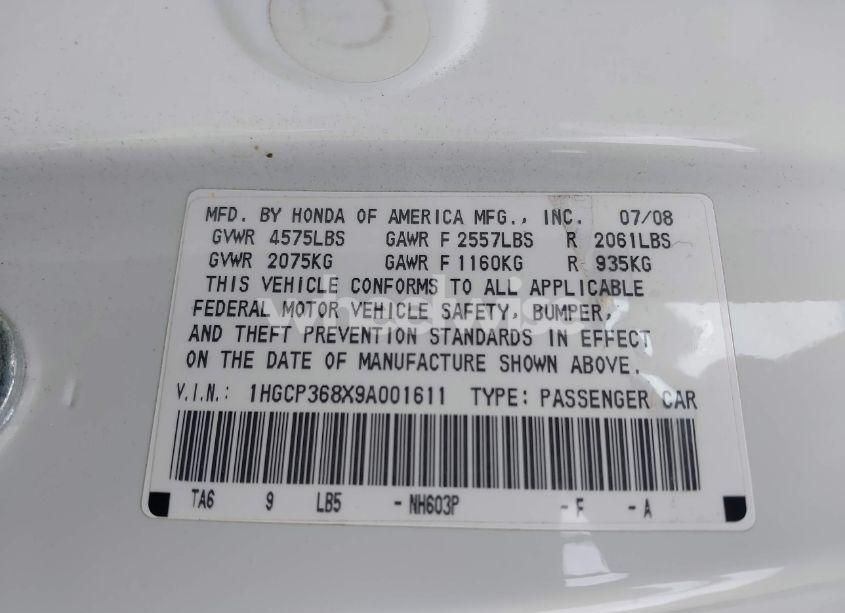 MFD. BY HONDA OF AMERICA MFG., INC. 07/08
GVWR 4575LBS GAWR F 2557LBS R 2061LBS
GVWR 2075KG GAWR F 1160KG R 935KG
THIS VEHICLE CONFORMS TO ALL APPLICABLE
FEDERAL MOTOR VEHICLE SAFETY, BUMPER,
AND THEFT PREVENTION STANDARDS IN EFFECT
ON THE DATE OF MANUFACTURE SHOWN ABOVE.
V.I.N.: 1HGCP368X9A001611 TYPE: PASSENGER CAR
TA6 9 LB5 - NH603P - F - A